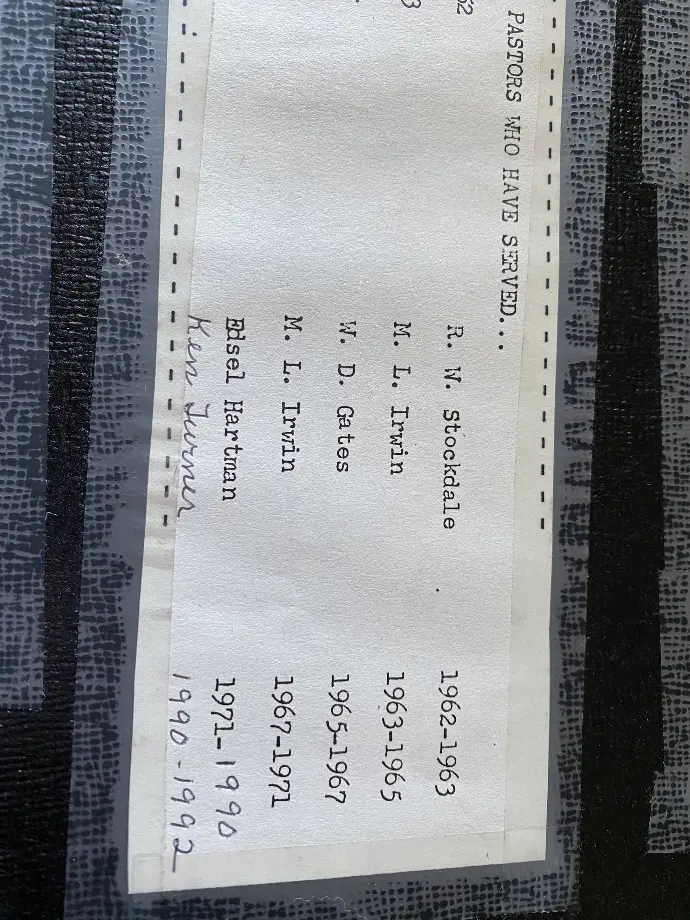 PASTORS WHO HAVE SERVED...
R. W. Stockdale 1962-1963
M. L. Irwin 1963-1965
W. D. Gates 1965-1967
M. L. Irwin 1967-1971
Edsel Hartman 1971-1990
Ken Turner 1990-1992